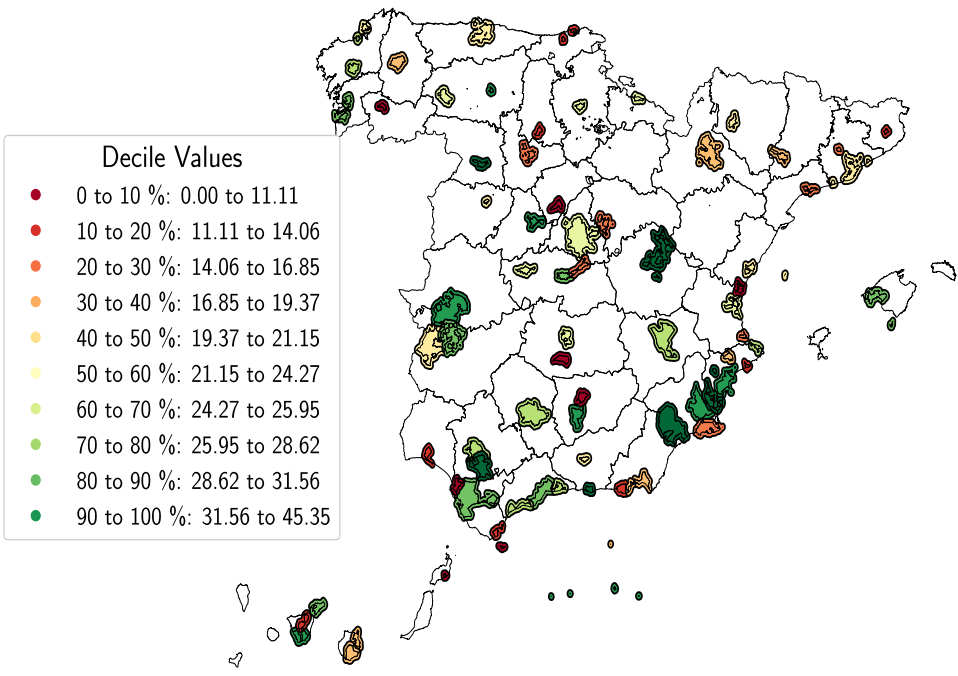 Decile Values
0 to 10 %: 0.00 to 11.11
10 to 20 %: 11.11 to 14.06
20 to 30 %: 14.06 to 16.85
30 to 40 %: 16.85 to 19.37
40 to 50 %: 19.37 to 21.15
50 to 60 %: 21.15 to 24.27
60 to 70 %: 24.27 to 25.95
70 to 80 %: 25.95 to 28.62
80 to 90 %: 28.62 to 31.56
90 to 100 %: 31.56 to 45.35